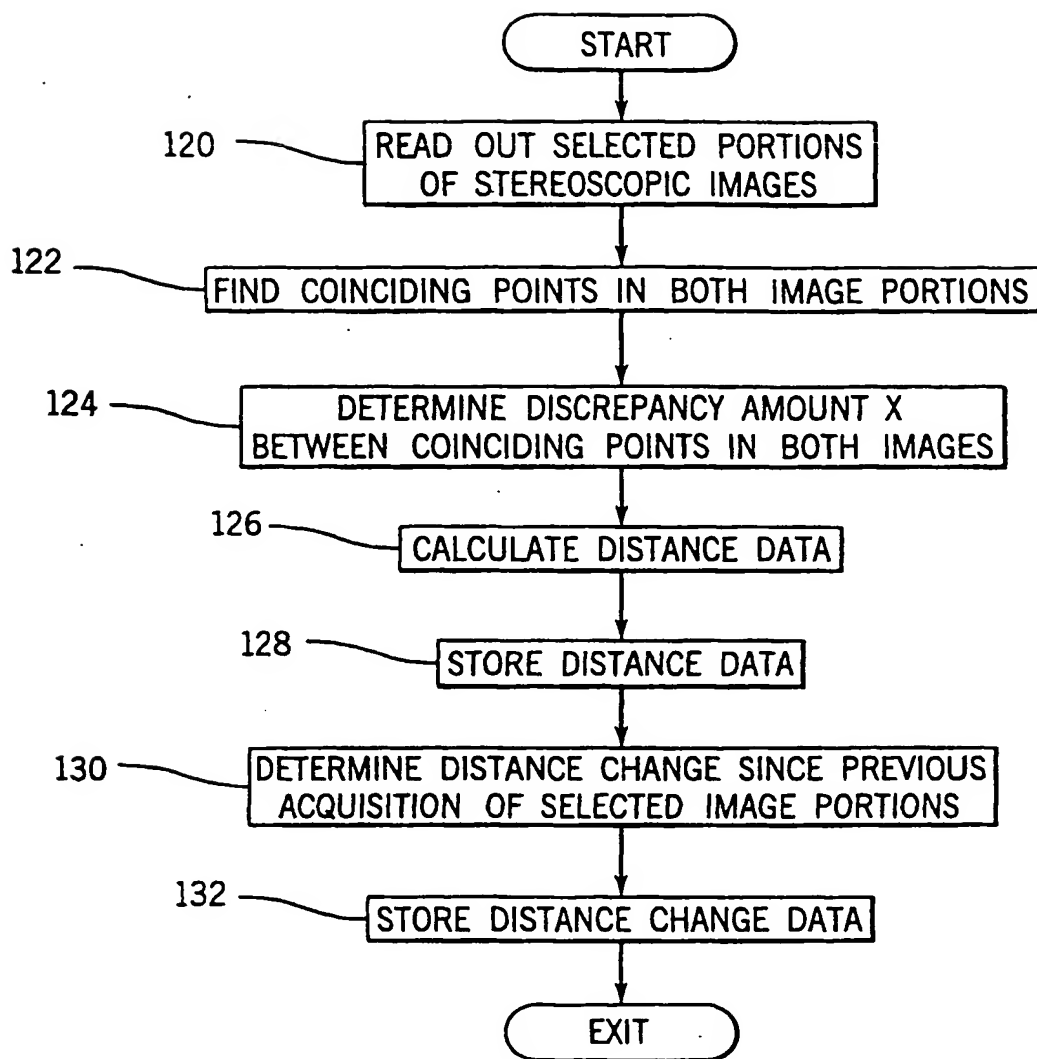 START
120
READ OUT SELECTED PORTIONS
OF STEREOSCOPIC IMAGES
122
FIND COINCIDING POINTS IN BOTH IMAGE PORTIONS
124
DETERMINE DISCREPANCY AMOUNT X
BETWEEN COINCIDING POINTS IN BOTH IMAGES
126
CALCULATE DISTANCE DATA
128
STORE DISTANCE DATA
130
DETERMINE DISTANCE CHANGE SINCE PREVIOUS
ACQUISITION OF SELECTED IMAGE PORTIONS
132
STORE DISTANCE CHANGE DATA
EXIT